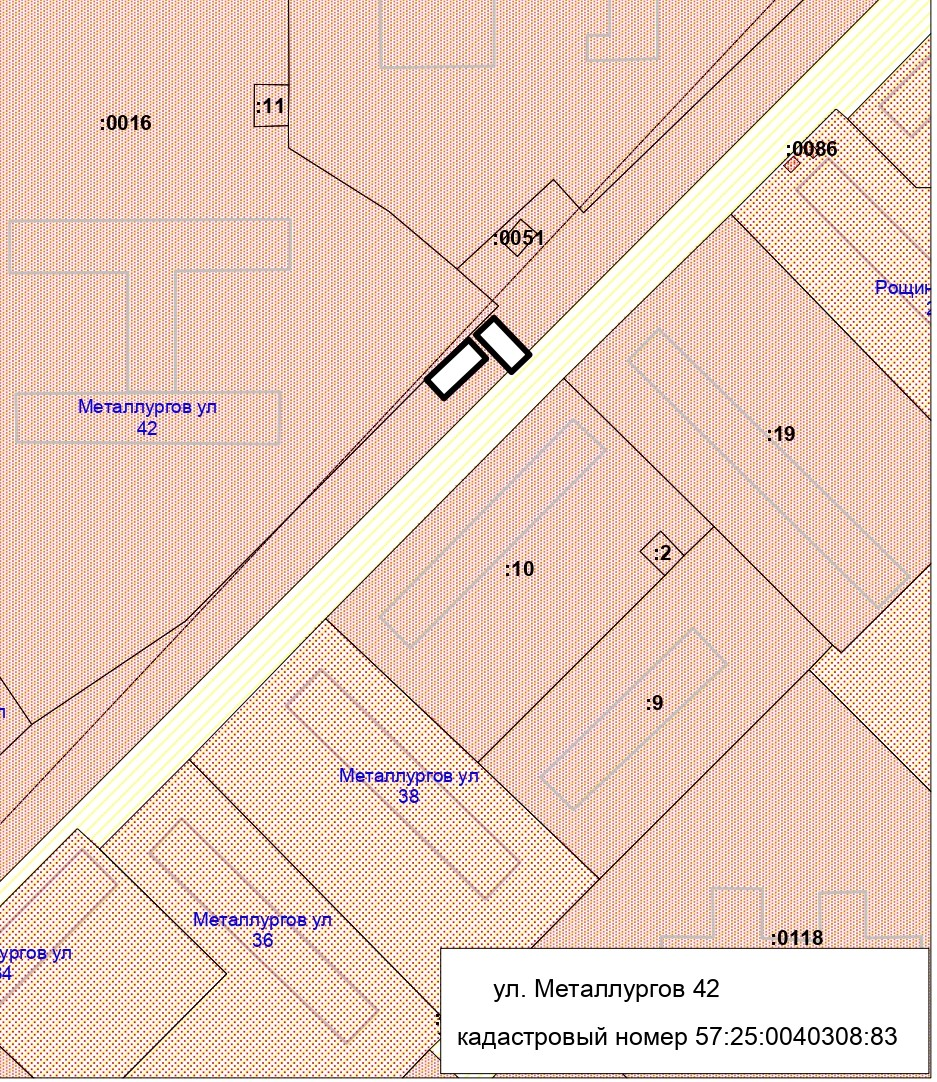 :11
:0016
:0086
:0051
Рощин
Металлургов ул
42
:19
:2
:10
:9
Металлургов ул
38
Металлургов ул
36
ургов ул
:0118
ул. Металлургов 42
кадастровый номер 57:25:0040308:83